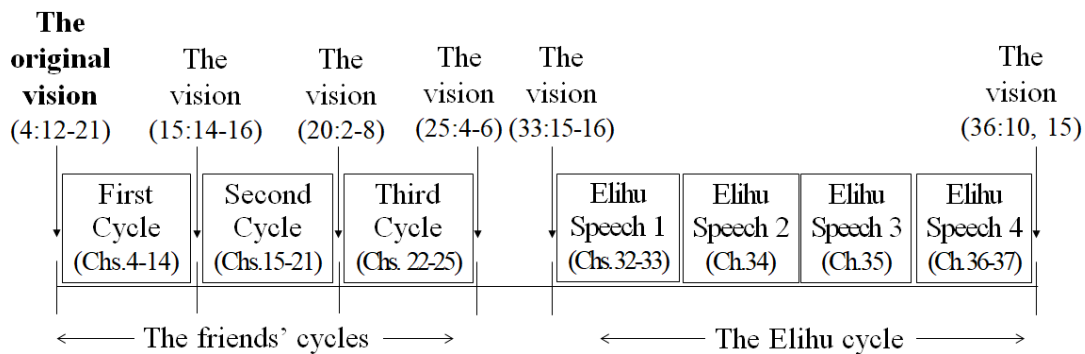 The
original
vision
(4:12-21)
The
vision
(15:14-16)
The
vision
(20:2-8)
The
vision
(25:4-6)
The
vision
(33:15-16)
The
vision
(36:10, 15)
First
Cycle
(Chs.4-14)
Second
Cycle
(Chs.15-21)
Third
Cycle
(Chs. 22-25)
Elihu
Speech 1
(Chs.32-33)
Elihu
Speech 2
(Ch.34)
Elihu
Speech 3
(Ch.35)
Elihu
Speech 4
(Ch.36-37)
The friends’ cycles
The Elihu cycle